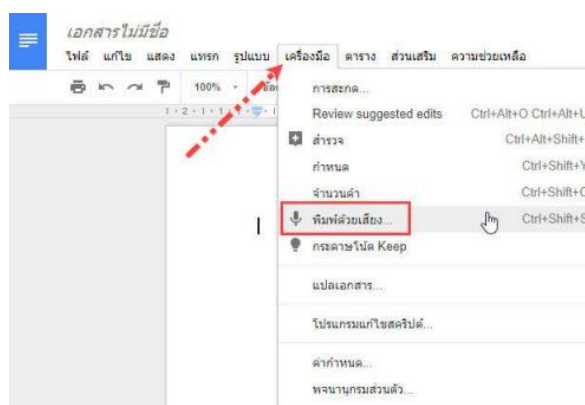 เอกสารไม่มีชื่อ
ไฟล์ แก้ไข แสดง แทรก รูปแบบ เครื่องมือ ตาราง ส่วนเสริม ความช่วยเหลือ
100%
1 2 1 1
การสะกด...
Review suggested edits Ctrl+Alt+O Ctrl+Alt+U
สำรวจ Ctrl+Alt+Shift+
กำหนด Ctrl+Shift+Y
จำนวนคำ Ctrl+Shift+C
พิมพ์ด้วยเสียง... Ctrl+Shift+S
กระดาษโน้ต Keep
แปลเอกสาร...
โปรแกรมแก้ไขสคริปต์...
ค่ากำหนด...
พจนานุกรมส่วนตัว...